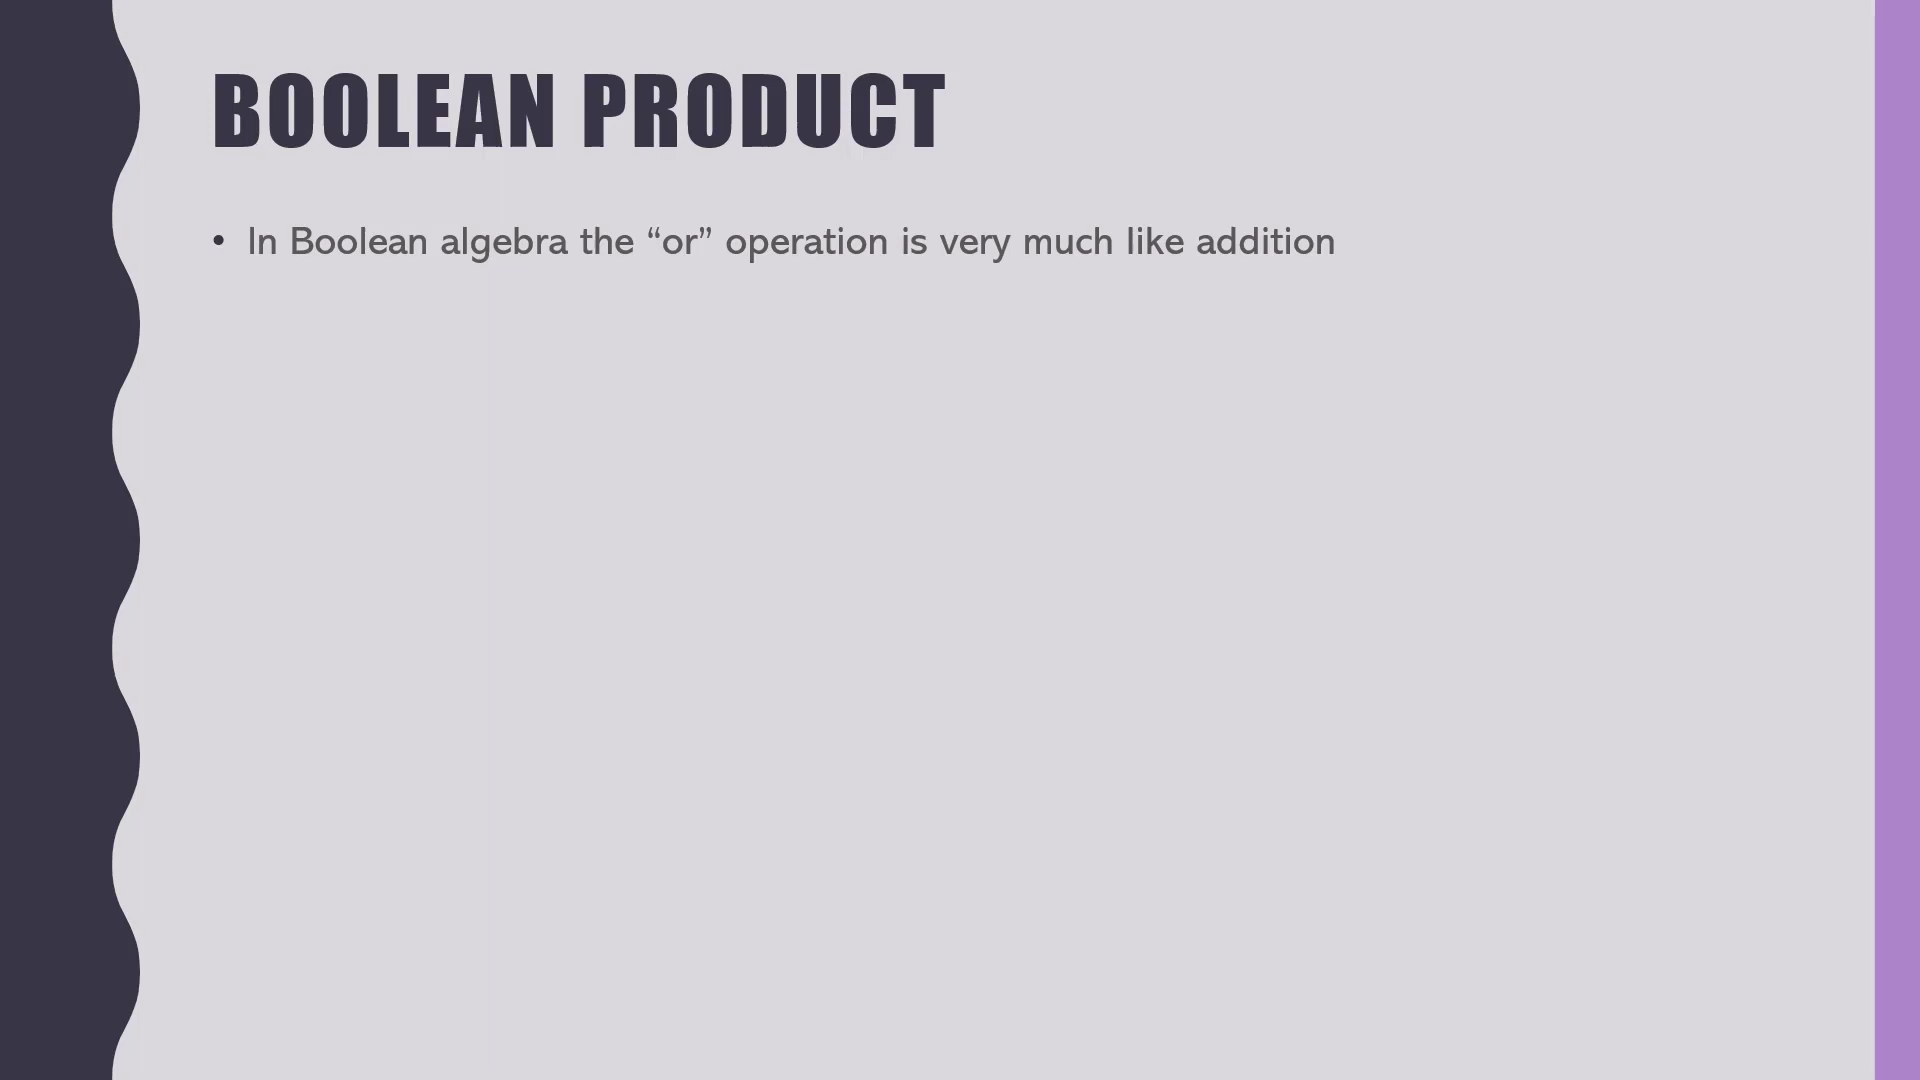 BOOLEAN PRODUCT
• In Boolean algebra the “or” operation is very much like addition